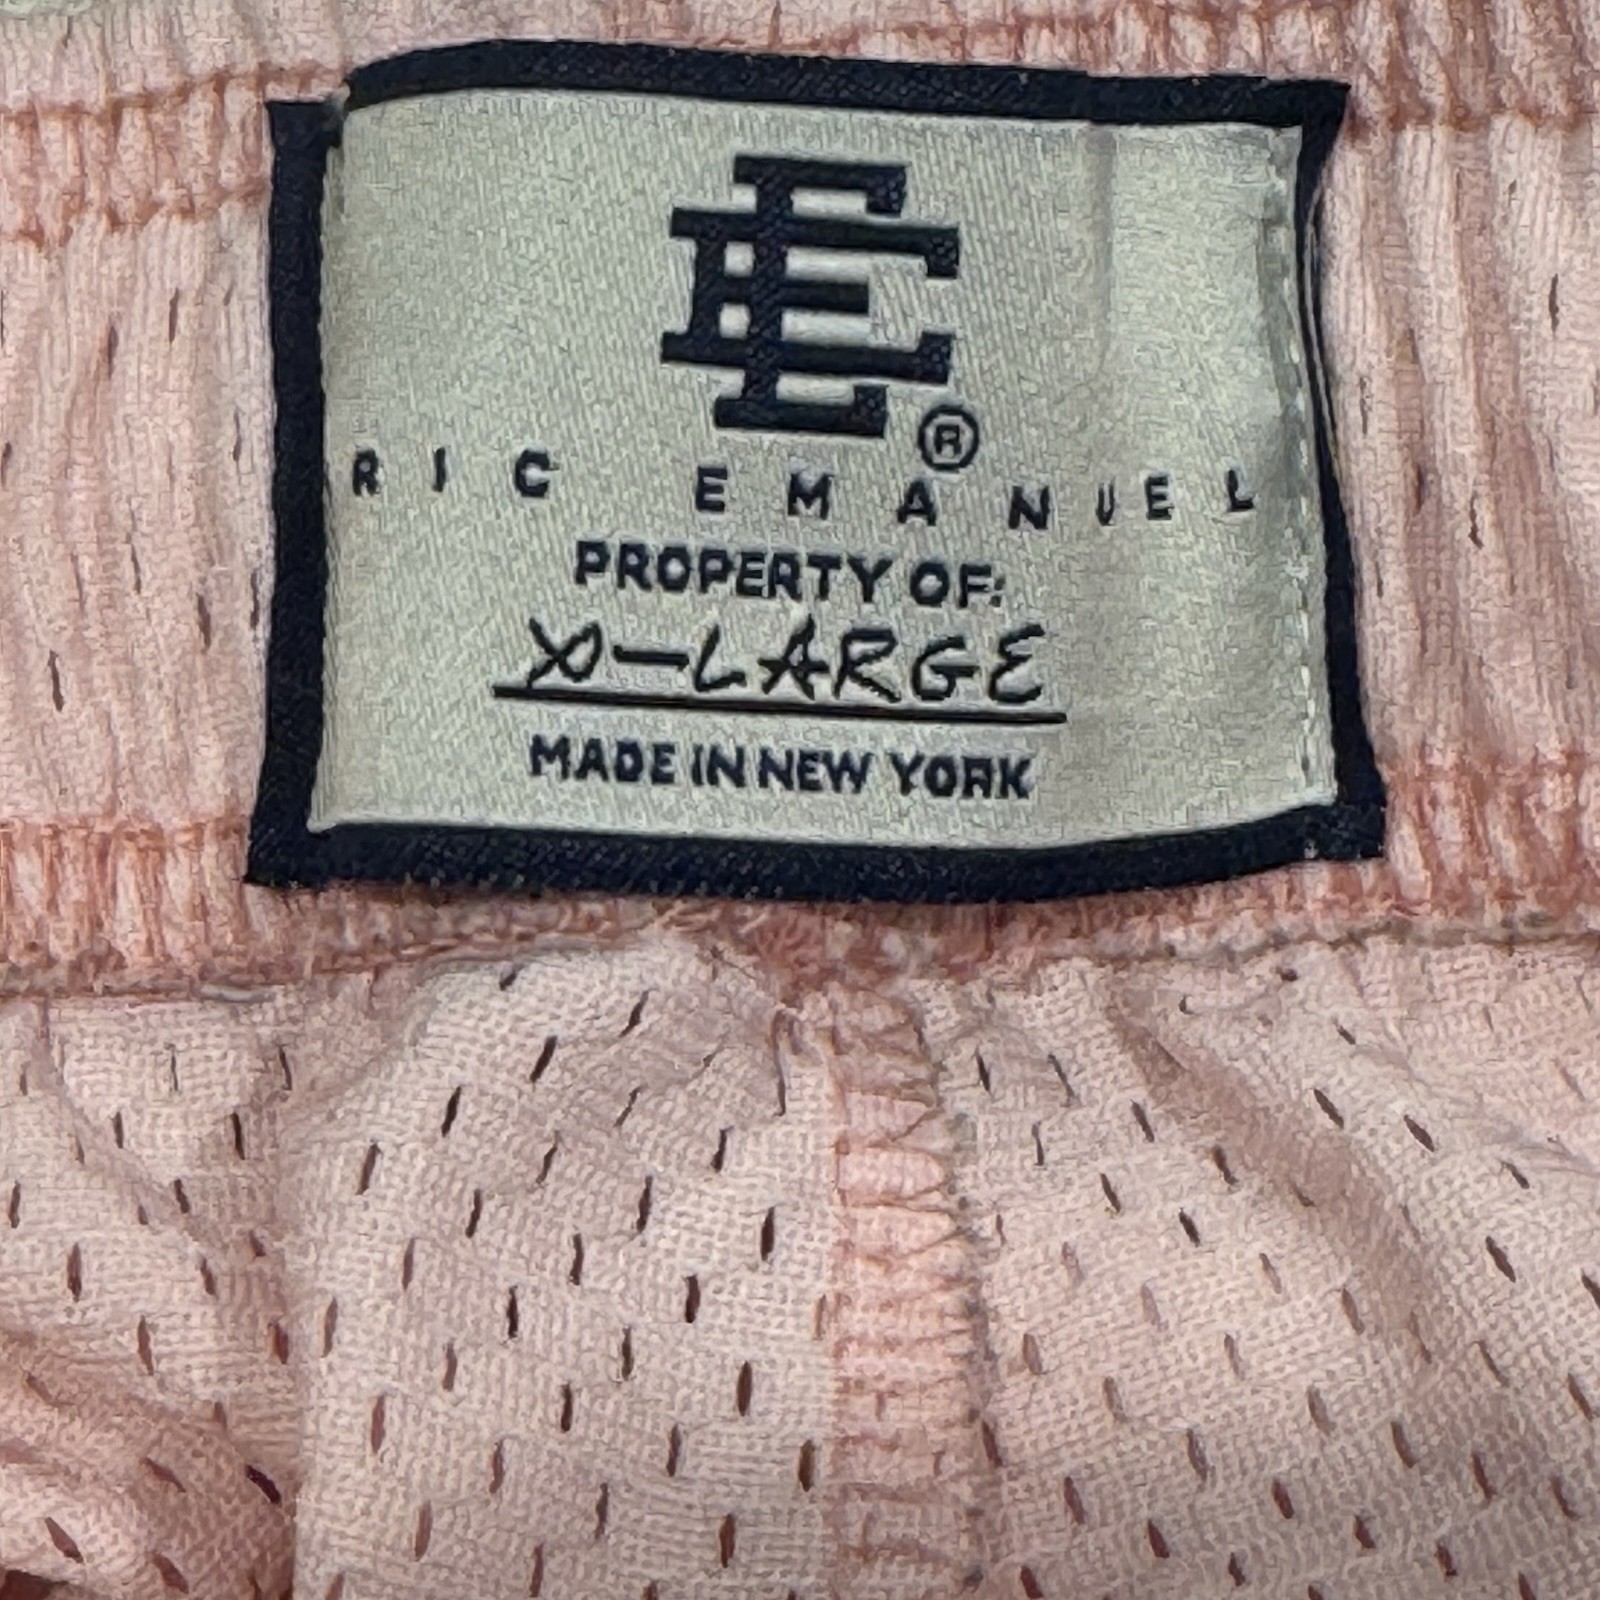 EE®
RIC EMANUEL
PROPERTY OF:
X-LARGE
MADE IN NEW YORK